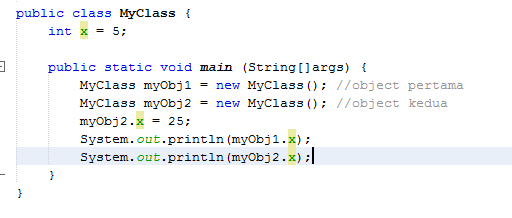 public class MyClass {
int x = 5;
public static void main (String[]args) {
MyClass myObj1 = new MyClass(); //object pertama
MyClass myObj2 = new MyClass(); //object kedua
myObj2.x = 25;
System.out.println(myObj1.x);
System.out.println(myObj2.x);
}
}